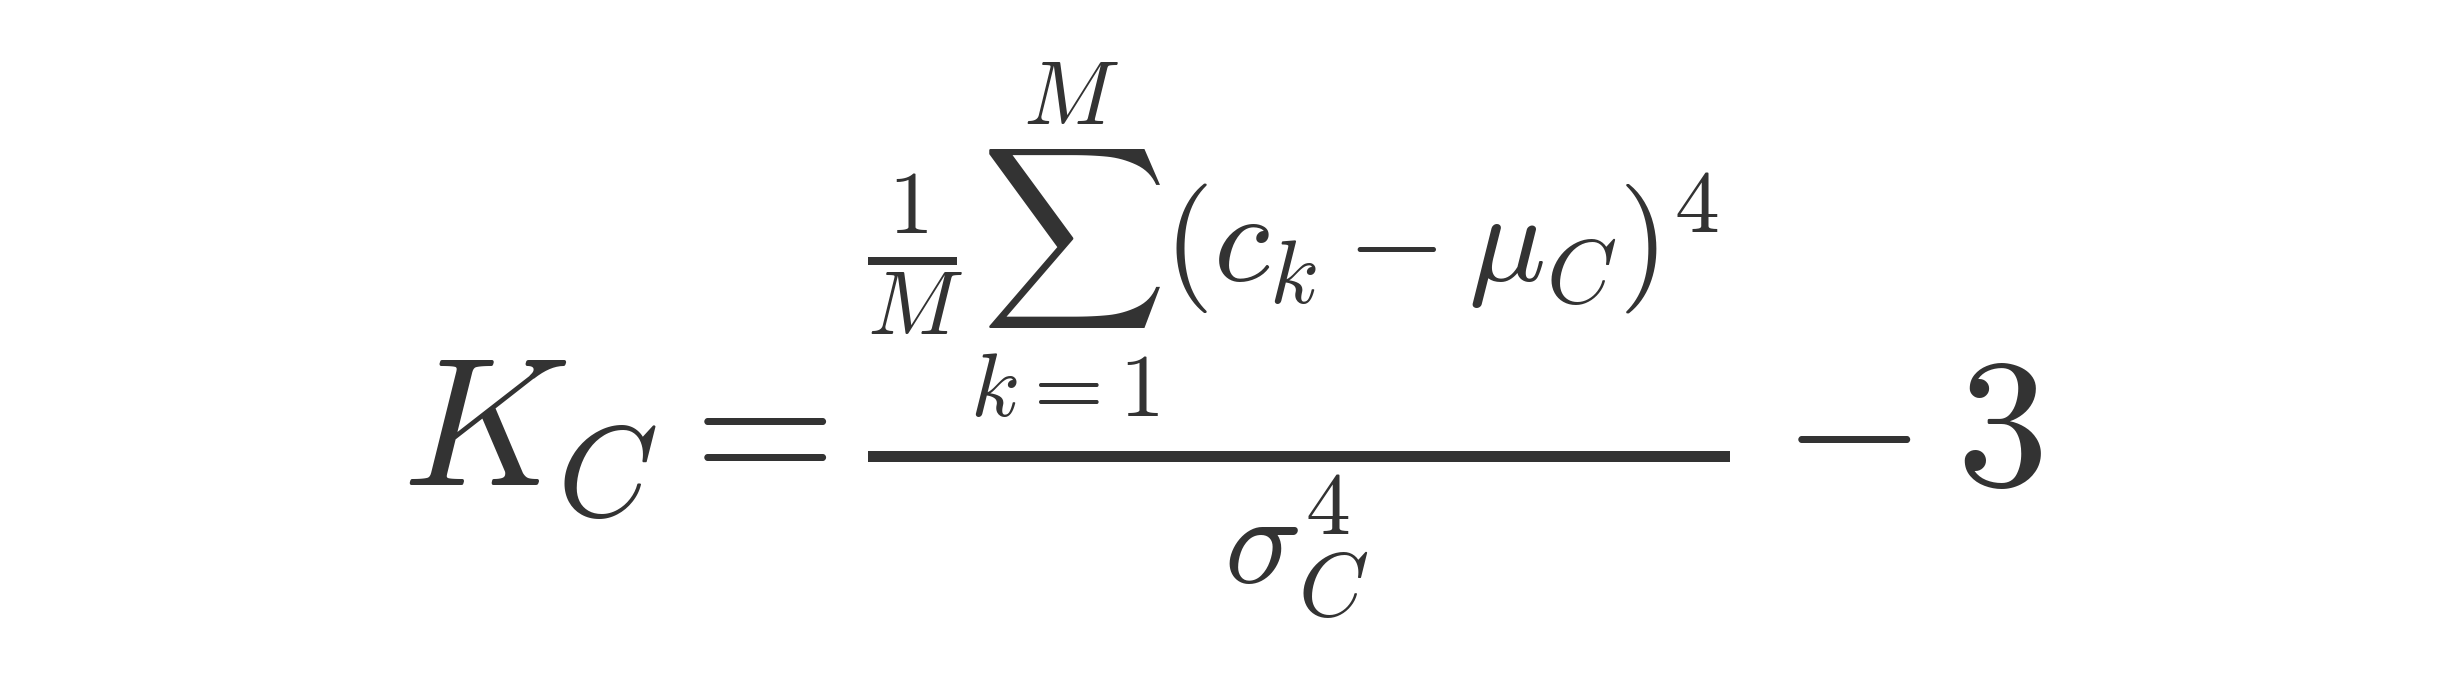 K_C = \frac{\frac{1}{M} \sum_{k=1}^{M} (c_k - \mu_C)^4}{\sigma_C^4} - 3